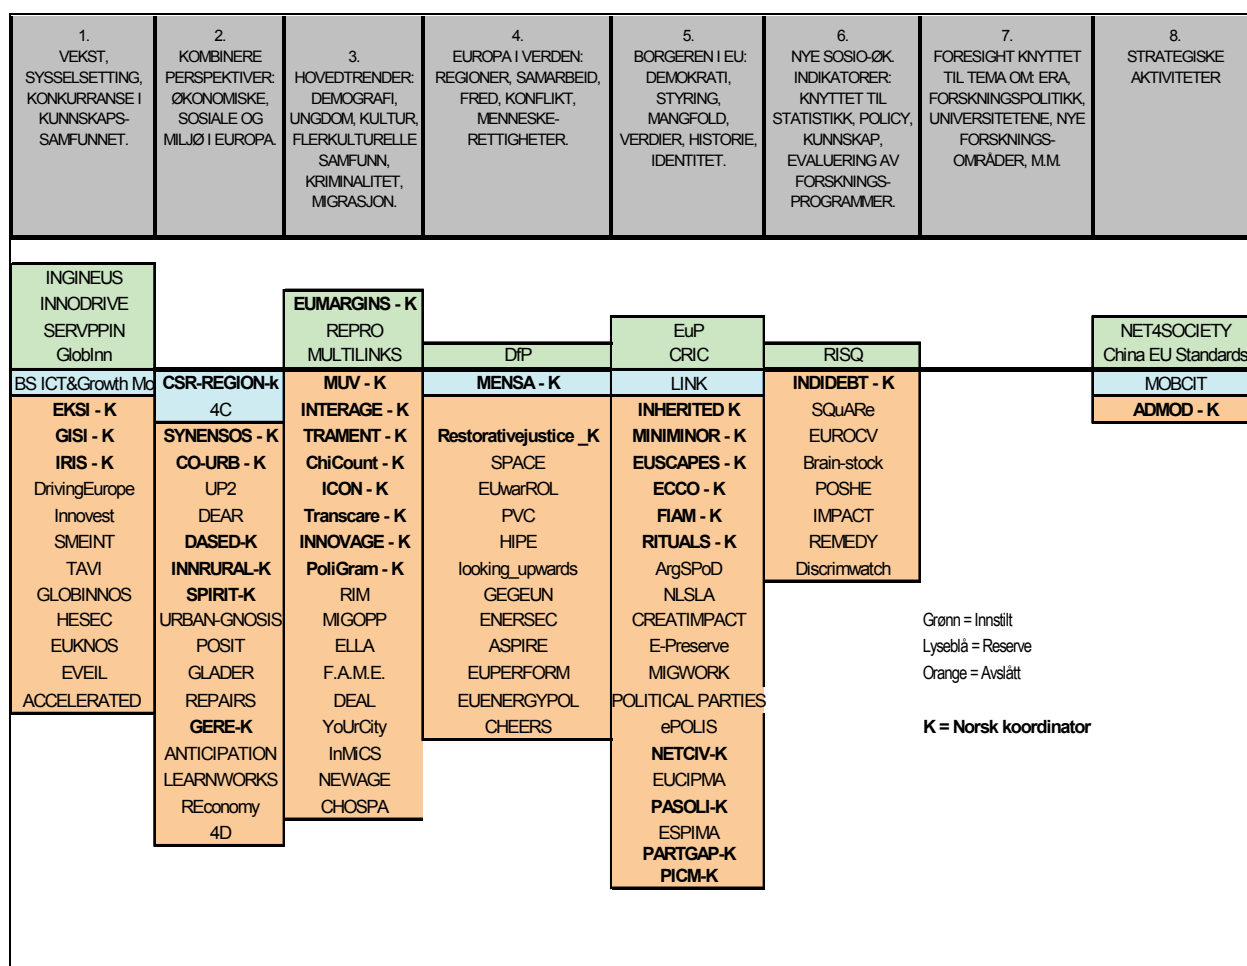 1.
VEKST,
SYSSELSETTING,
KONKURRANSE I
KUNNSKAPS-
SAMFUNNET.
2.
KOMBINERE
PERSPEKTIVER:
ØKONOMISKE,
SOSIALE OG
MILJØ I EUROPA.
3.
HOVEDTRENDER:
DEMOGRAFI,
UNGDOM, KULTUR,
FLERKULTURELLE
SAMFUNN,
KRIMINALITET,
MIGRASJON.
4.
EUROPA I VERDEN:
REGIONER, SAMARBEID,
FRED, KONFLIKT,
MENNESKE-
RETTIGHETER.
5.
BORGEREN I EU:
DEMOKRATI,
STYRING,
MANGFOLD,
VERDIER, HISTORIE,
IDENTITET.
6.
NYE SOSIO-ØK.
INDIKATORER:
KNYTTET TIL
STATISTIKK, POLICY,
KUNNSKAP,
EVALUERING AV
FORSKNINGS-
PROGRAMMER.
7.
FORESIGHT KNYTTET
TIL TEMA OM: ERA,
FORSKNINGSPOLITIKK,
UNIVERSITETENE, NYE
FORSKNINGS-
OMRÅDER, M.M.
8.
STRATEGISKE
AKTIVITETER
INGINEUS
INNODRIVE
SERVPPIN
GlobInn
BS ICT&Growth Mo
EKSI - K
GISI - K
IRIS - K
DrivingEurope
Innovest
SMEINT
TAVI
GLOBINNOS
HESEC
EUKNOS
EVEIL
ACCELERATED
CSR-REGION-k
4C
SYNENSOS - K
CO-URB - K
UP2
DEAR
DASED-K
INNRURAL-K
SPIRIT-K
URBAN-GNOSIS
POSIT
GLADER
REPAIRS
GERE-K
ANTICIPATION
LEARNWORKS
REconomy
4D
EUMARGINS - K
REPRO
MULTILINKS
MUV - K
INTERAGE - K
TRAMENT - K
ChiCount - K
ICON - K
Transcare - K
INNOVAGE - K
PoliGram - K
RIM
MIGOPP
ELLA
F.A.M.E.
DEAL
YoUrCity
InMiCS
NEWAGE
CHOSPA
DfP
MENSA - K
Restorativejustice _K
SPACE
EUwarROL
PVC
HIPE
looking_upwards
GEGEUN
ENERSEC
ASPIRE
EUPERFORM
EUENERGYPOL
CHEERS
EuP
CRIC
LINK
INHERITED K
MINIMINOR - K
EUSCAPES - K
ECCO - K
FIAM - K
RITUALS - K
ArgSPoD
NLSLA
CREATIMPACT
E-Preserve
MIGWORK
POLITICAL PARTIES
ePOLIS
NETCIV-K
EUCIPMA
PASOLI-K
ESPIMA
PARTGAP-K
PICM-K
RISQ
INDIDEBT - K
SQuARe
EUROCV
Brain-stock
POSHE
IMPACT
REMEDY
Discrimwatch
NET4SOCIETY
China EU Standards
MOBCIT
ADMOD - K
Grønn = Innstilt
Lyseblå = Reserve
Orange = Avslått
K = Norsk koordinator